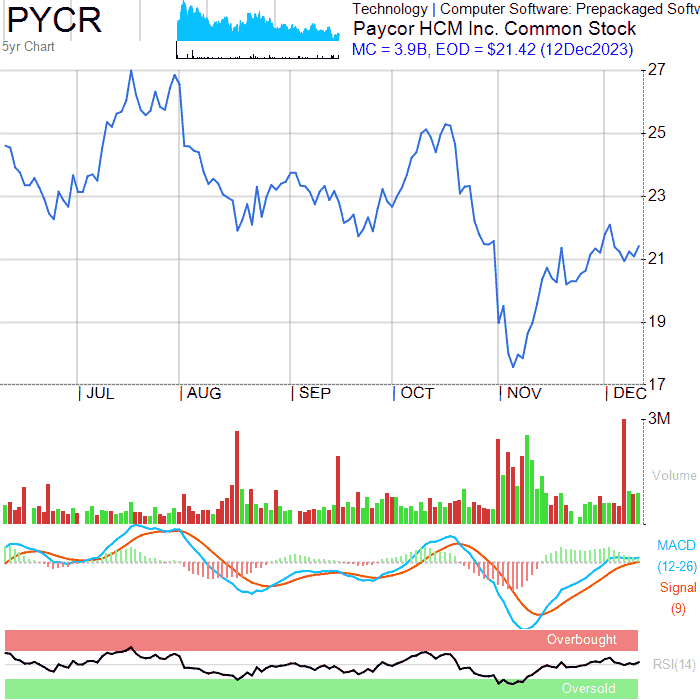 PYCR
5yr Chart
Technology | Computer Software: Prepackaged Softw
Paycor HCM Inc. Common Stock
MC = 3.9B, EOD = $21.42 (12Dec2023)
27
25
23
21
19
17
| JUL | AUG | SEP | OCT | NOV | DEC
3M
Volume
MACD
(12-26)
Signal
(9)
Overbought
RSI(14)
Oversold